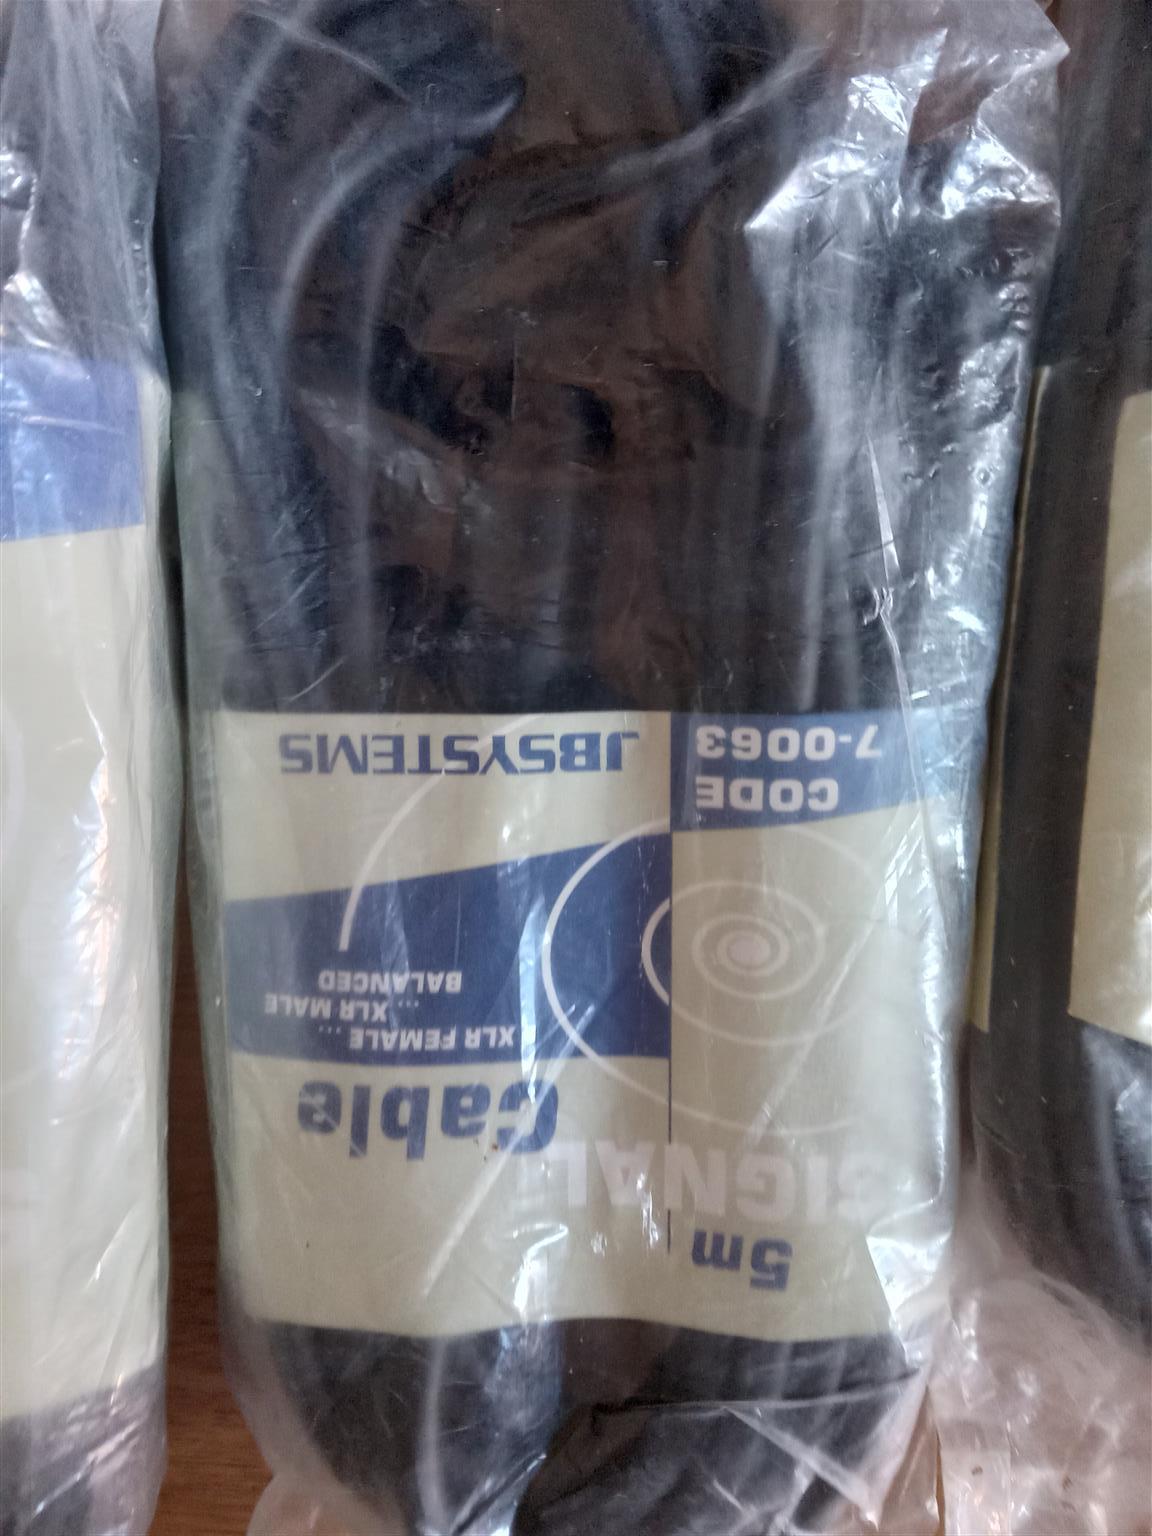 5m
SIGNAL
Cable
XLR FEMALE ...
... XLR MALE
BALANCED
CODE
7-0063
JBSYSTEMS